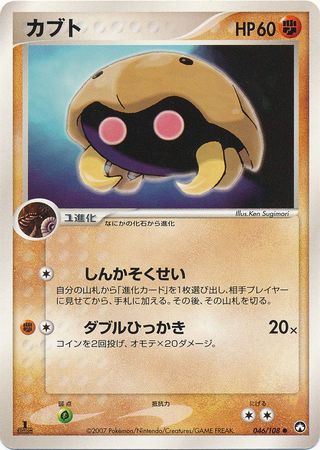 カブト HP60
Illus.Ken Sugimori
1進化
なにかの化石から進化
しんかそくせい
自分の山札から「進化カード」を1枚選び出し、相手プレイヤー
に見せてから、手札に加える。その後、その山札を切る。
ダブルひっかき 20×
コインを2回投げ、オモテ×20ダメージ。
弱点 抵抗力 にげる
1 EDITION
©2007 Pokémon/Nintendo/Creatures/GAME FREAK.
046/108 ●